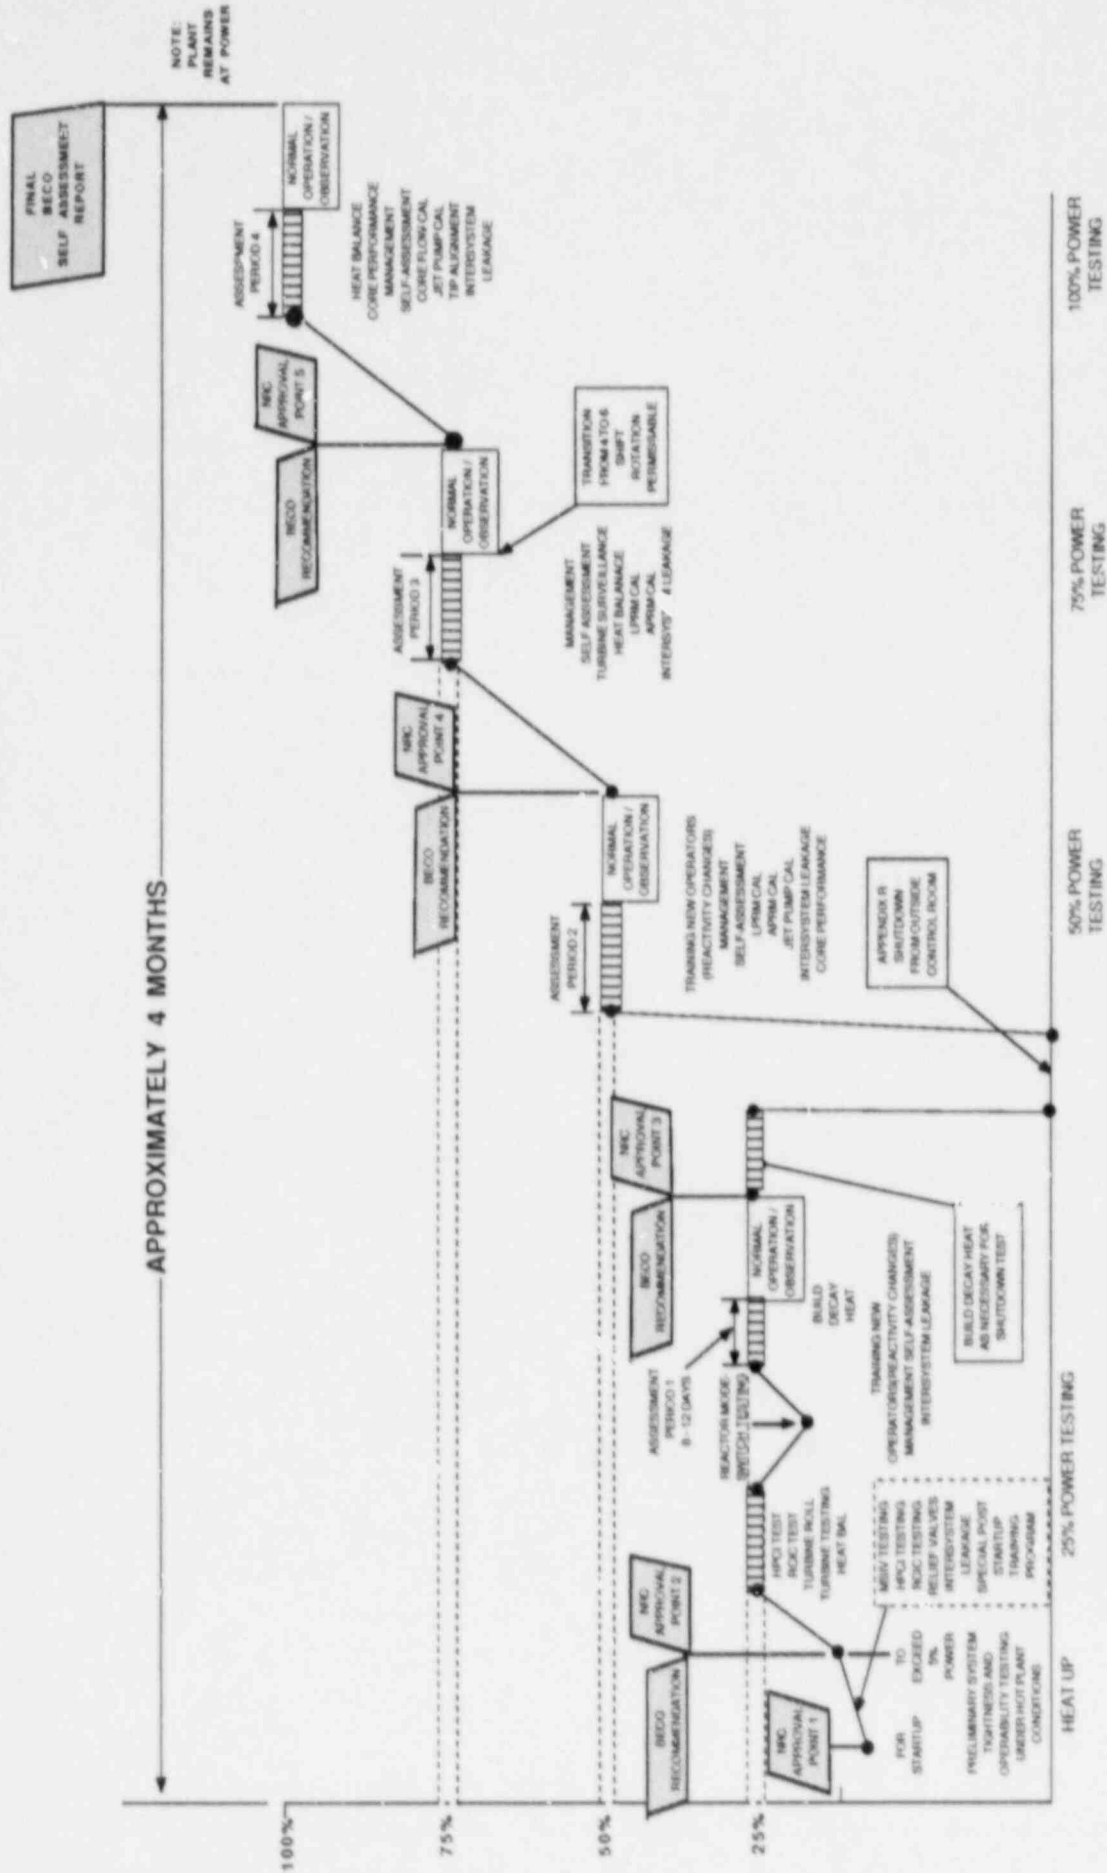 APPROXIMATELY 4 MONTHS
NOTE:
PLANT
REMAINS
AT POWER
FINAL
BECO
SELF ASSESSMEET
REPORT
100%
75%
50%
25%
NRC
APPROVAL
POINT 1
FOR
STARTUP
PRELIMINARY SYSTEM
TIGHTNESS AND
OPERABILITY TESTING
UNDER HOT PLANT
CONDITIONS
BECO
RECOMMENDATION
NRC
APPROVAL
POINT 2
TO
EXCEED
5%
POWER
MSIV TESTING
HPCI TESTING
RCIC TESTING
RELIEF VALVES
INTERSYSTEM
LEAKAGE
SPECIAL POST
STARTUP
TRAINING
PROGRAM
HPCI TEST
RCIC TEST
TURBINE ROLL
TURBINE TESTING
HEAT BAL
REACTOR MODE
SWITCH TESTING
ASSESSMENT
PERIOD 1
8 - 12 DAYS
TRAINING NEW
OPERATORS(REACTIVITY CHANGES)
MANAGEMENT SELF-ASSESSMENT
INTERSYSTEM LEAKAGE
BUILD
DECAY
HEAT
NORMAL
OPERATION /
OBSERVATION
BECO
RECOMMENDATION
NRC
APPROVAL
POINT 3
BUILD DECAY HEAT
AS NECESSARY FOR
SHUTDOWN TEST
APPENDIX R
SHUTDOWN
FROM OUTSIDE
CONTROL ROOM
ASSESSMENT
PERIOD 2
NORMAL
OPERATION /
OBSERVATION
TRAINING NEW OPERATORS
(REACTIVITY CHANGES)
MANAGEMENT
SELF-ASSESSMENT
LPRM CAL
APRM CAL
JET PUMP CAL
INTERSYSTEM LEAKAGE
CORE PERFORMANCE
BECO
RECOMMENDATION
NRC
APPROVAL
POINT 4
ASSESSMENT
PERIOD 3
NORMAL
OPERATION /
OBSERVATION
MANAGEMENT
SELF ASSESSMENT
TURBINE SURVEILLANCE
HEAT BALANAGE
LPRM CAL
APRM CAL
LEAKAGE
TRANSITION
FROM 4 TO 6
SHIFT
ROTATION
PERMISSABLE
BECO
RECOMMENDATION
NRC
APPROVAL
POINT 5
ASSESSMENT
PERIOD 4
NORMAL
OPERATION /
OBSERVATION
HEAT BALANCE
CORE PERFORMANCE
MANAGEMENT
SELF-ASSESSMENT
CORE FLOW CAL
JET PUMP CAL
TIP ALIGNMENT
INTERSYSTEM
LEAKAGE
HEAT UP
25% POWER TESTING
50% POWER
TESTING
75% POWER
TESTING
100% POWER
TESTING